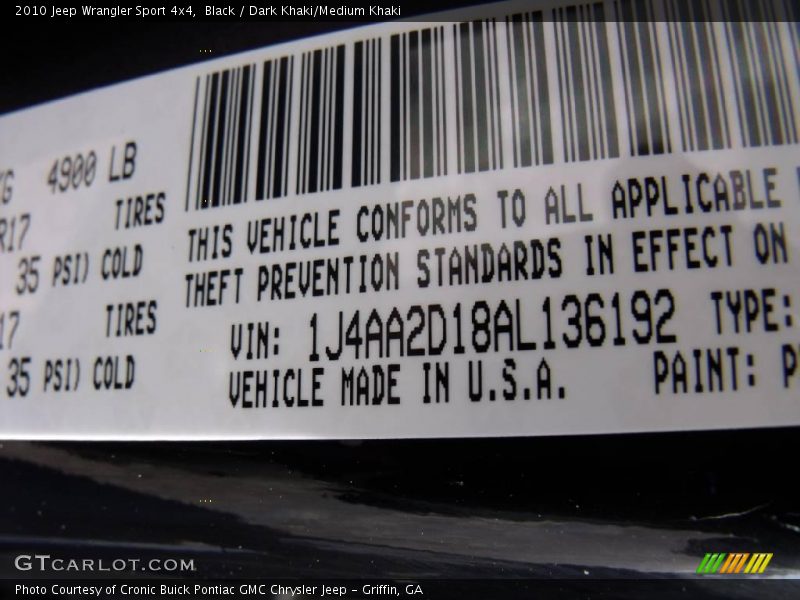 2010 Jeep Wrangler Sport 4x4,  Black / Dark Khaki/Medium Khaki
4900 LB
R17 TIRES
35 PSI) COLD
17 TIRES
35 PSI) COLD
THIS VEHICLE CONFORMS TO ALL APPLICABLE
THEFT PREVENTION STANDARDS IN EFFECT ON
VIN: 1J4AA2D18AL136192 TYPE:
VEHICLE MADE IN U.S.A. PAINT:
GTCARLOT.COM
Photo Courtesy of Cronic Buick Pontiac GMC Chrysler Jeep – Griffin, GA